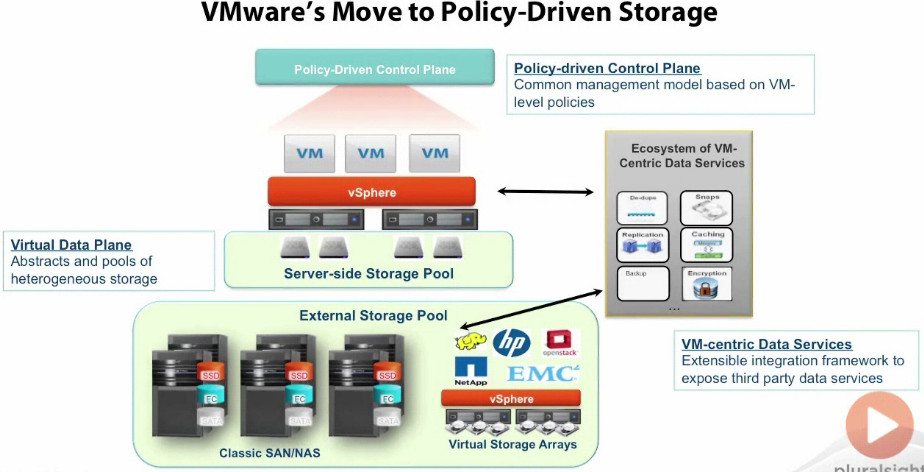 VMware's Move to Policy-Driven Storage
Policy-Driven Control Plane
Policy-driven Control Plane
Common management model based on VM-
level policies
VM
VM
VM
vSphere
Ecosystem of VM-
Centric Data Services
De-dupe
Snaps
Replication
Caching
Backup
Encryption
...
Virtual Data Plane
Abstracts and pools of
heterogeneous storage
Server-side Storage Pool
External Storage Pool
SSD
FC
SATA
SSD
FC
SATA
SSD
FC
SATA
Classic SAN/NAS
hp
openstack
NetApp
EMC²
vSphere
Virtual Storage Arrays
VM-centric Data Services
Extensible integration framework to
expose third party data services
pluralsight